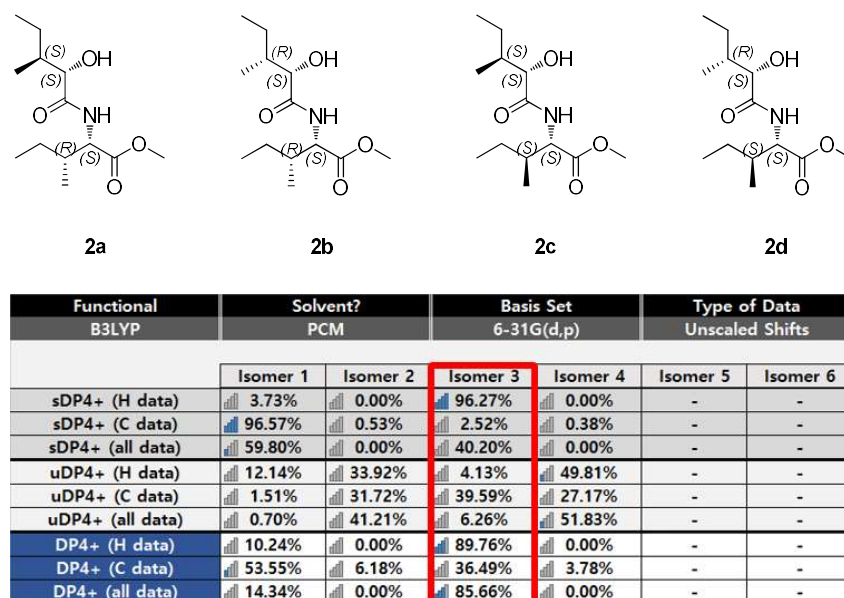 (S)
OH
(S)
O
NH
(R)
(S)
O
O
2a
(R)
OH
(S)
O
NH
(R)
(S)
O
O
2b
(S)
OH
(S)
O
NH
(S)
(S)
O
O
2c
(R)
OH
(S)
O
NH
(S)
(S)
O
O
2d
Functional Solvent? Basis Set Type of Data
B3LYP PCM 6-31G(d,p) Unscaled Shifts
Isomer 1 Isomer 2 Isomer 3 Isomer 4 Isomer 5 Isomer 6
sDP4+ (H data) 3.73% 0.00% 96.27% 0.00% - -
sDP4+ (C data) 96.57% 0.53% 2.52% 0.38% - -
sDP4+ (all data) 59.80% 0.00% 40.20% 0.00% - -
uDP4+ (H data) 12.14% 33.92% 4.13% 49.81% - -
uDP4+ (C data) 1.51% 31.72% 39.59% 27.17% - -
uDP4+ (all data) 0.70% 41.21% 6.26% 51.83% - -
DP4+ (H data) 10.24% 0.00% 89.76% 0.00% - -
DP4+ (C data) 53.55% 6.18% 36.49% 3.78% - -
DP4+ (all data) 14.34% 0.00% 85.66% 0.00% - -